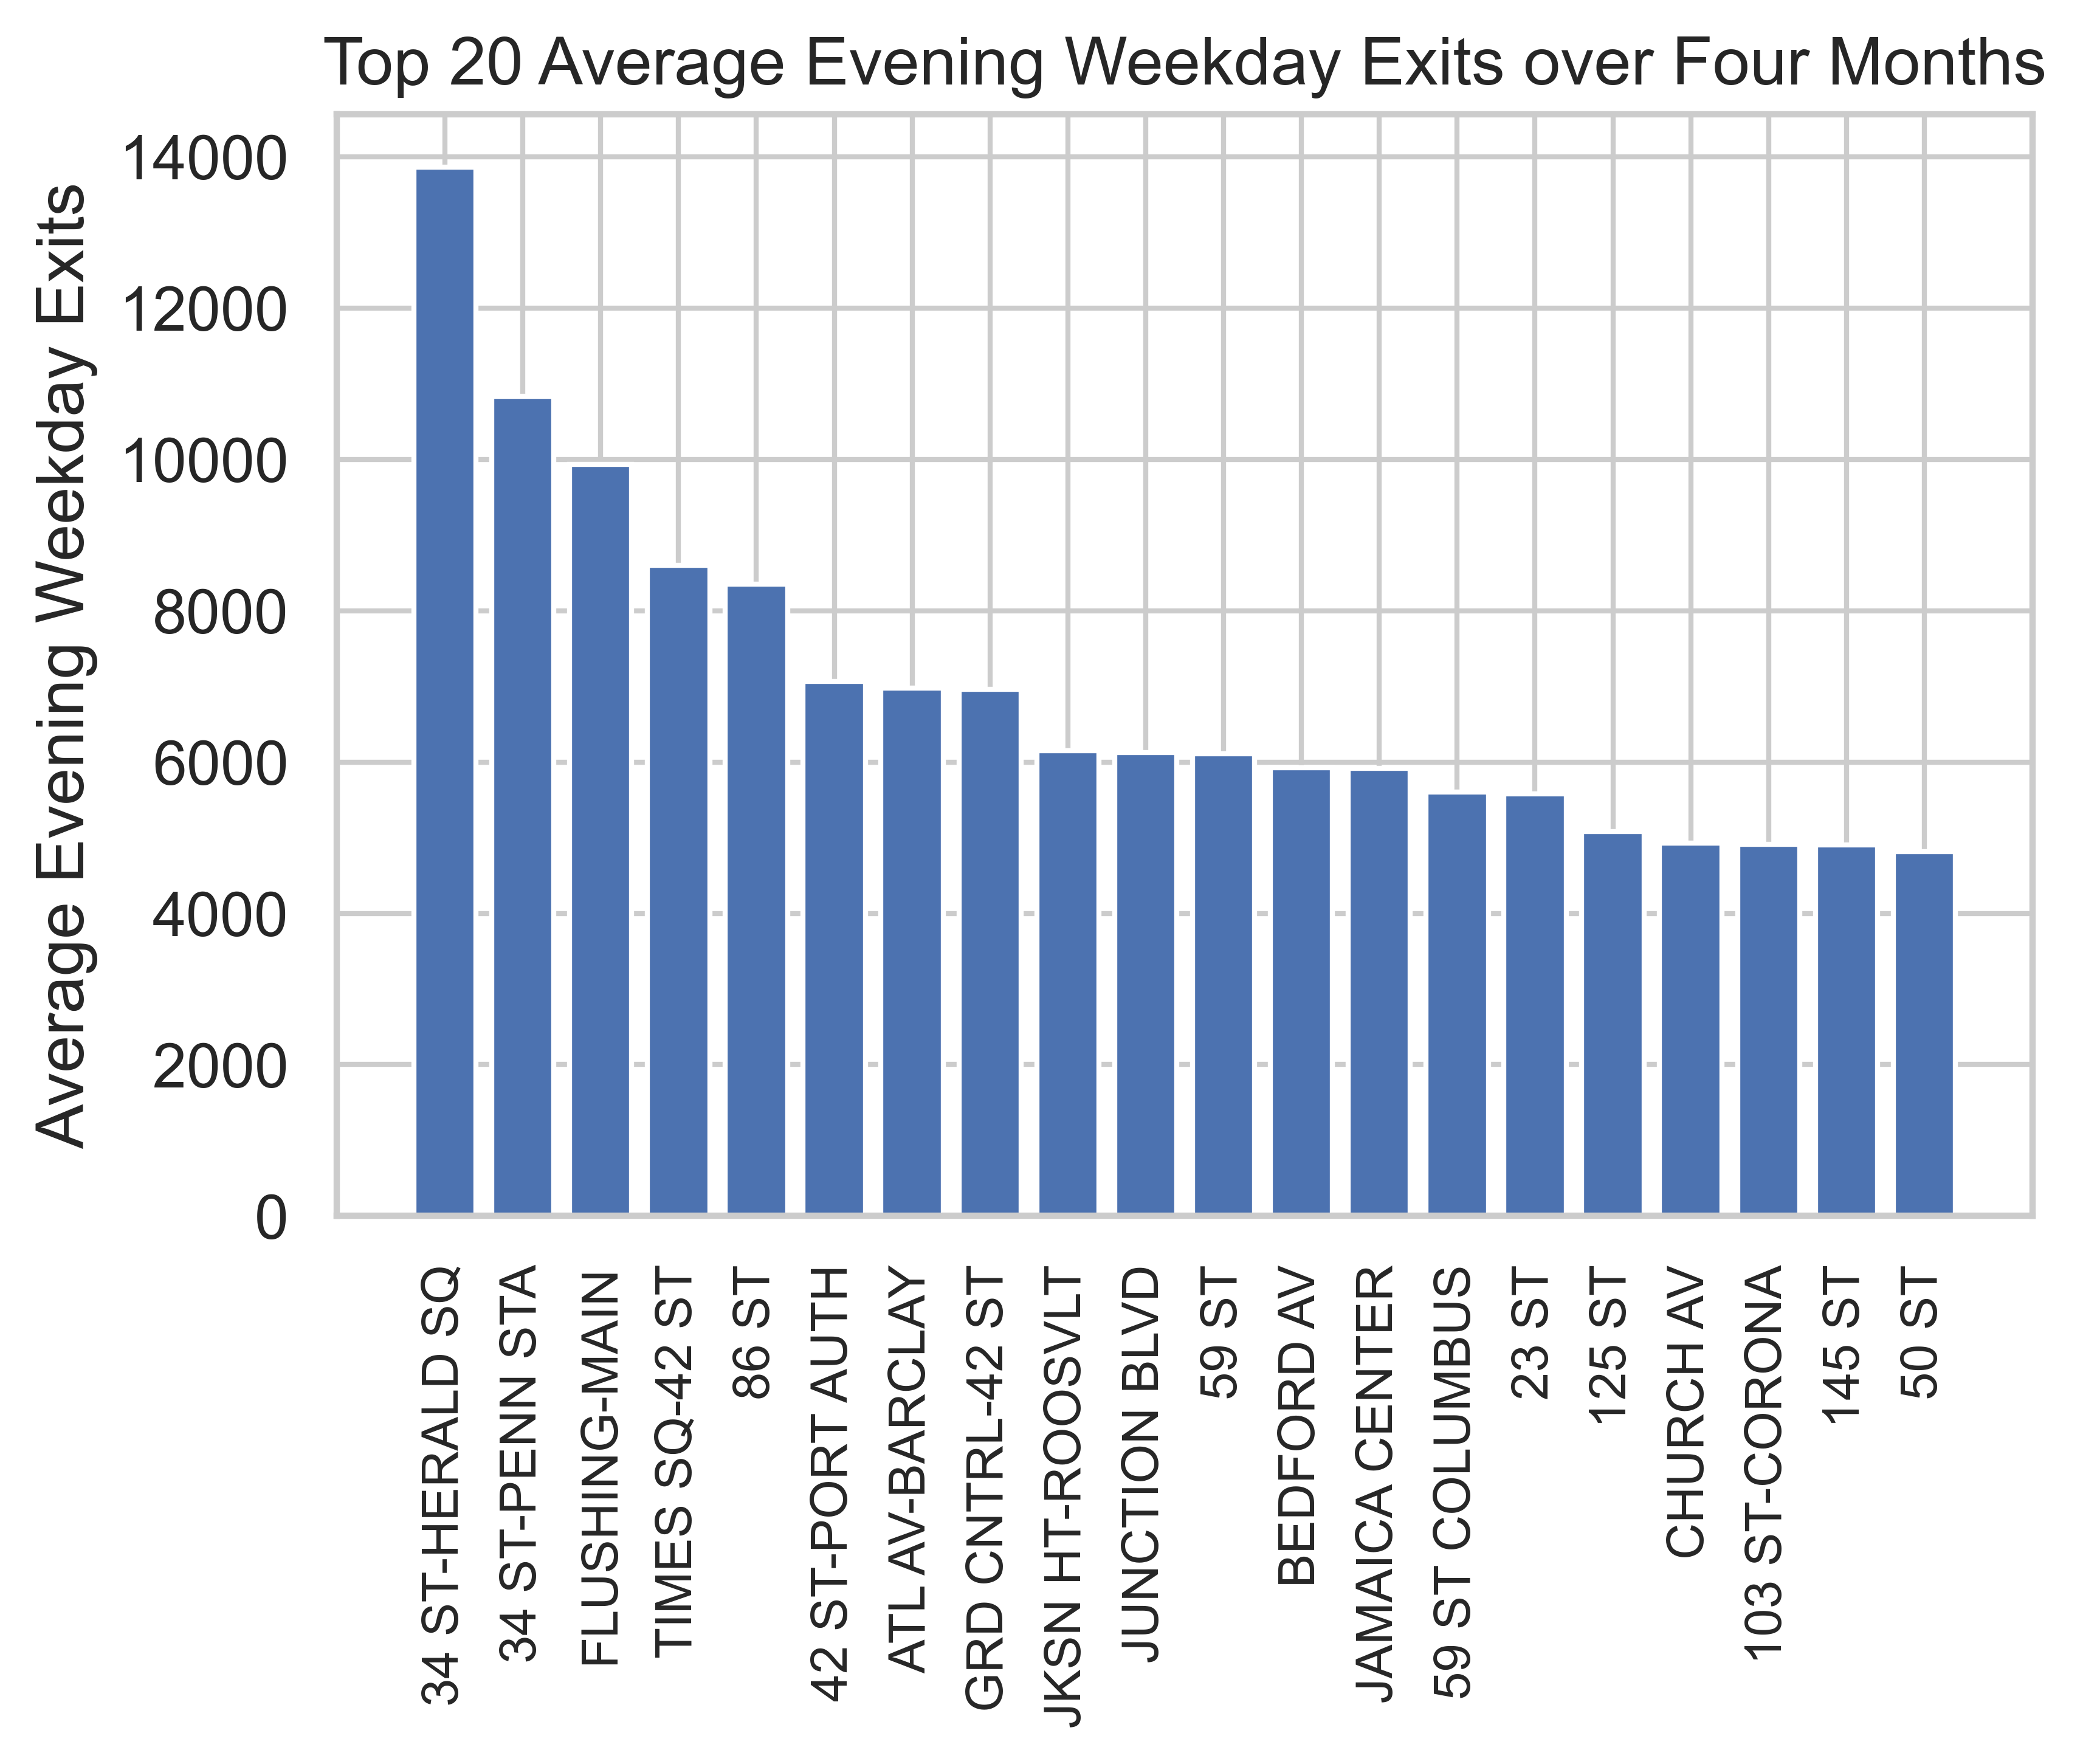 Top 20 Average Evening Weekday Exits over Four Months
Average Evening Weekday Exits
14000
12000
10000
8000
6000
4000
2000
0
34 ST-HERALD SQ
34 ST-PENN STA
FLUSHING-MAIN
TIMES SQ-42 ST
86 ST
42 ST-PORT AUTH
ATL AV-BARCLAY
GRD CNTRL-42 ST
JKSN HT-ROOSVLT
JUNCTION BLVD
59 ST
BEDFORD AV
JAMAICA CENTER
59 ST COLUMBUS
23 ST
125 ST
CHURCH AV
103 ST-CORONA
145 ST
50 ST